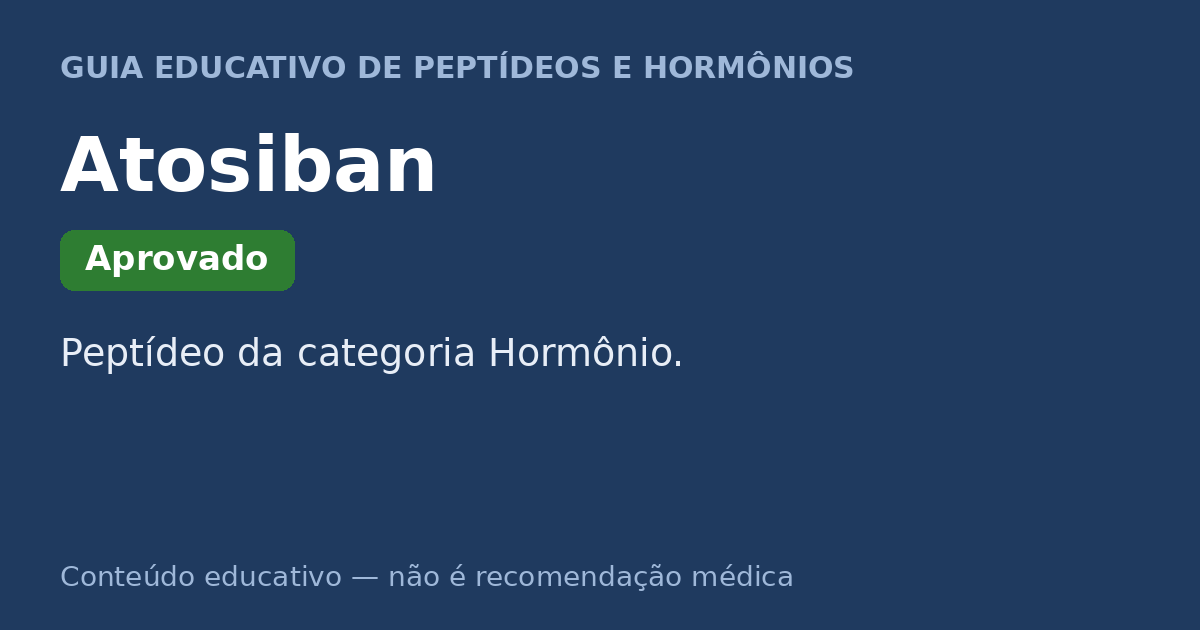 GUIA EDUCATIVO DE PEPTÍDEOS E HORMÔNIOS
Atosiban
Aprovado
Peptídeo da categoria Hormônio.
Conteúdo educativo — não é recomendação médica